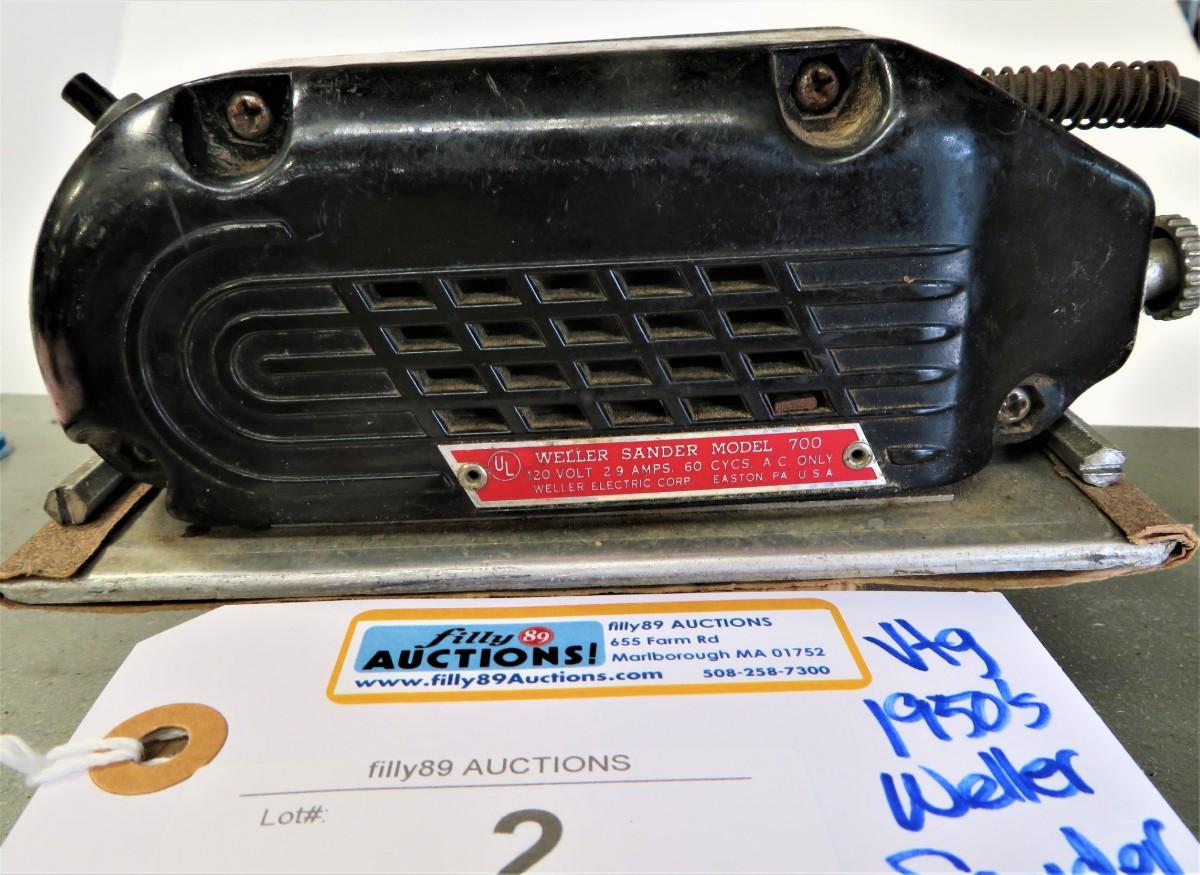 UL
WELLER SANDER MODEL 700
120 VOLT 2.9 AMPS. 60 CYCS. A.C. ONLY
WELLER ELECTRIC CORP. EASTON, PA. U.S.A
filly 89
AUCTIONS!
www.filly89Auctions.com
filly89 AUCTIONS
655 Farm Rd
Marlborough MA 01752
508-258-7300
filly89 AUCTIONS
Lot#:
2
Vtg
1950's
Weller
Sander